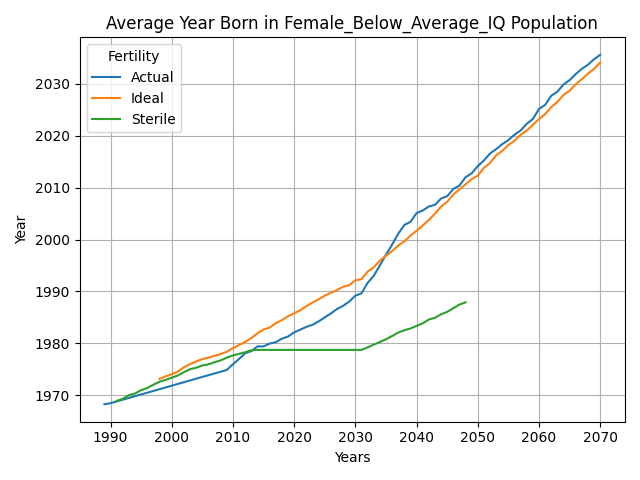 Average Year Born in Female_Below_Average_IQ Population
Fertility
Actual
Ideal
Sterile
Year
2030
2020
2010
2000
1990
1980
1970
1990 2000 2010 2020 2030 2040 2050 2060 2070
Years